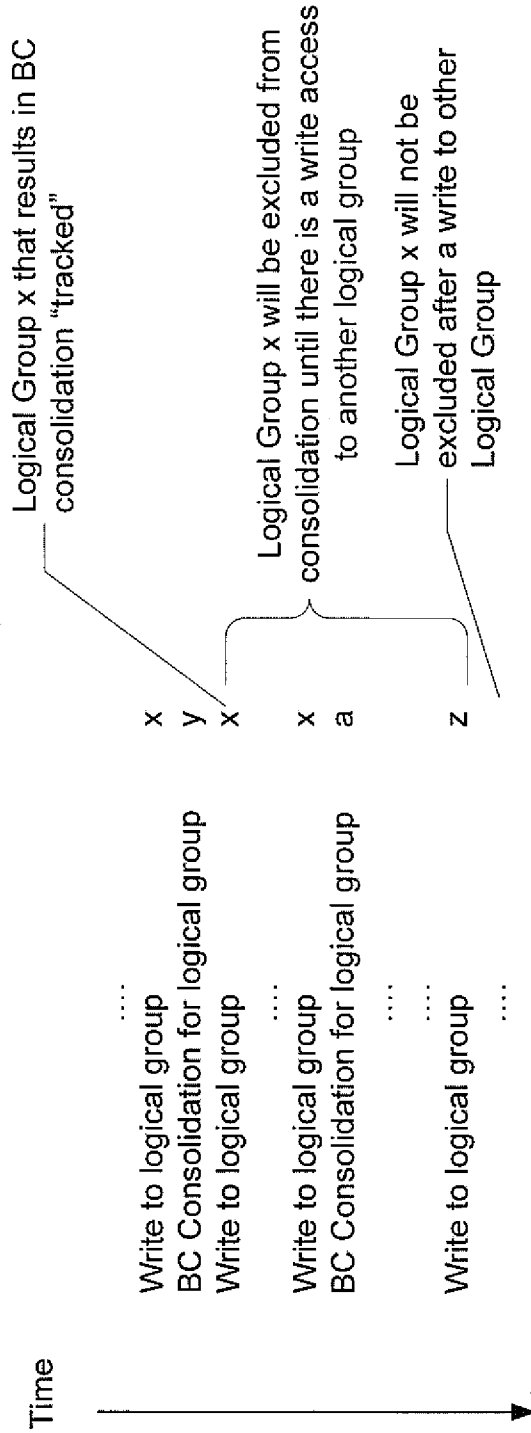 Time
....
Write to logical group x
BC Consolidation for logical group y
Write to logical group x
....
Write to logical group x
BC Consolidation for logical group a
....
....
Write to logical group z
....
Logical Group x that results in BC
consolidation “tracked”
Logical Group x will be excluded from
consolidation until there is a write access
to another logical group
Logical Group x will not be
excluded after a write to other
Logical Group